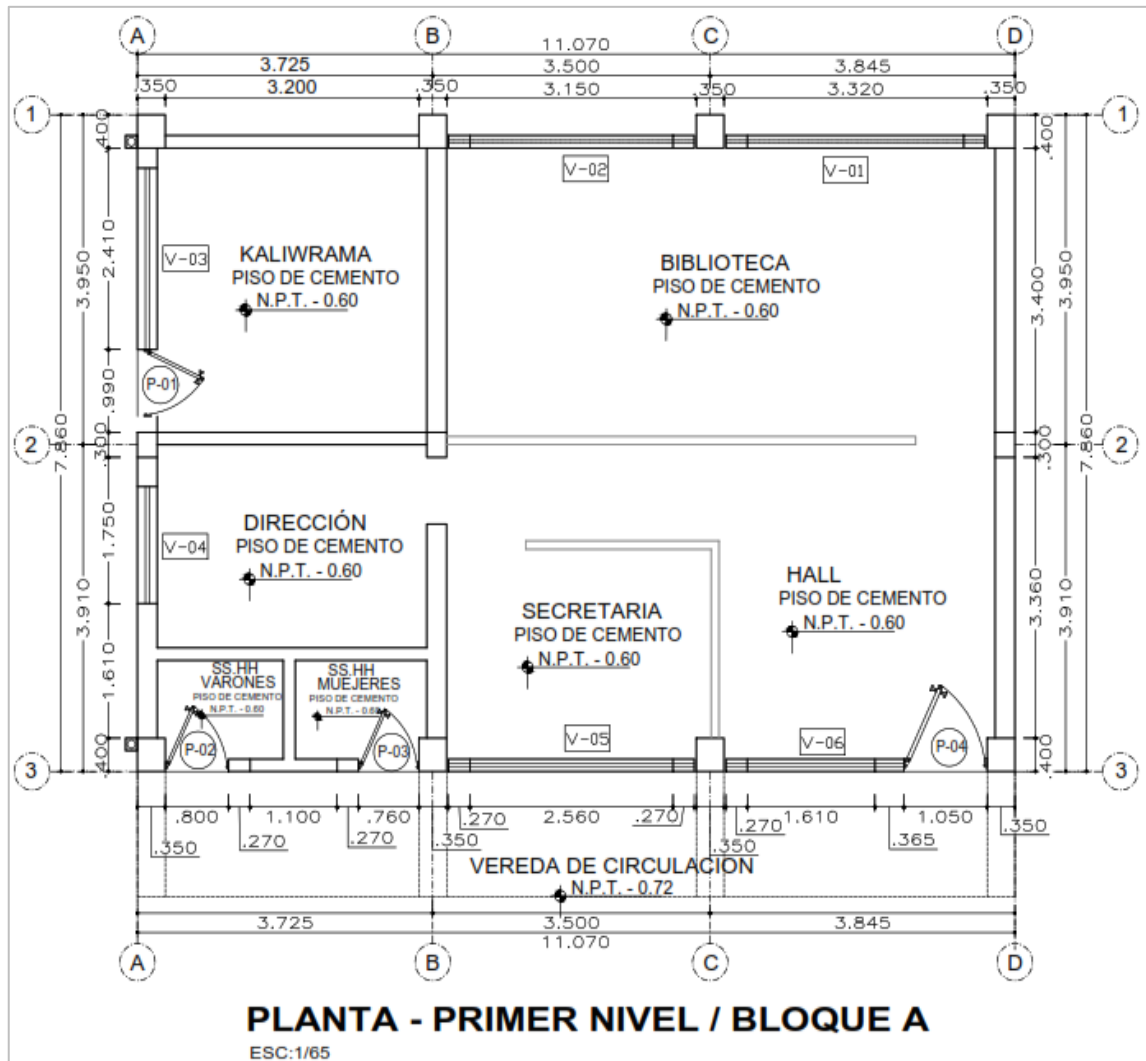 A B C D
11.070
3.725 3.500 3.845
.350 3.200 .350 3.150 .350 3.320 .350
1 1
.400 .400
V-02 V-01
V-03
KALIWRAMA
PISO DE CEMENTO
N.P.T. - 0.60
BIBLIOTECA
PISO DE CEMENTO
N.P.T. - 0.60
3.950 2.410 3.400 3.950
P-01
.990
2 2
7.860 .300 .300 7.860
DIRECCIÓN
PISO DE CEMENTO
N.P.T. - 0.60
V-04
1.750
3.910 3.360 3.910
HALL
PISO DE CEMENTO
N.P.T. - 0.60
SECRETARIA
PISO DE CEMENTO
N.P.T. - 0.60
1.610
SS.HH
VARONES
PISO DE CEMENTO
N.P.T. - 0.60
SS.HH
MUEJERES
PISO DE CEMENTO
N.P.T. - 0.60
P-02 P-03 V-05 V-06 P-04
.400 .400
3 3
.800 1.100 .760 .270 2.560 .270 .270 1.610 1.050
.350 .270 .270 .350 .350 .365 .350
VEREDA DE CIRCULACION
N.P.T. - 0.72
3.725 3.500 3.845
11.070
A B C D
PLANTA - PRIMER NIVEL / BLOQUE A
ESC:1/65